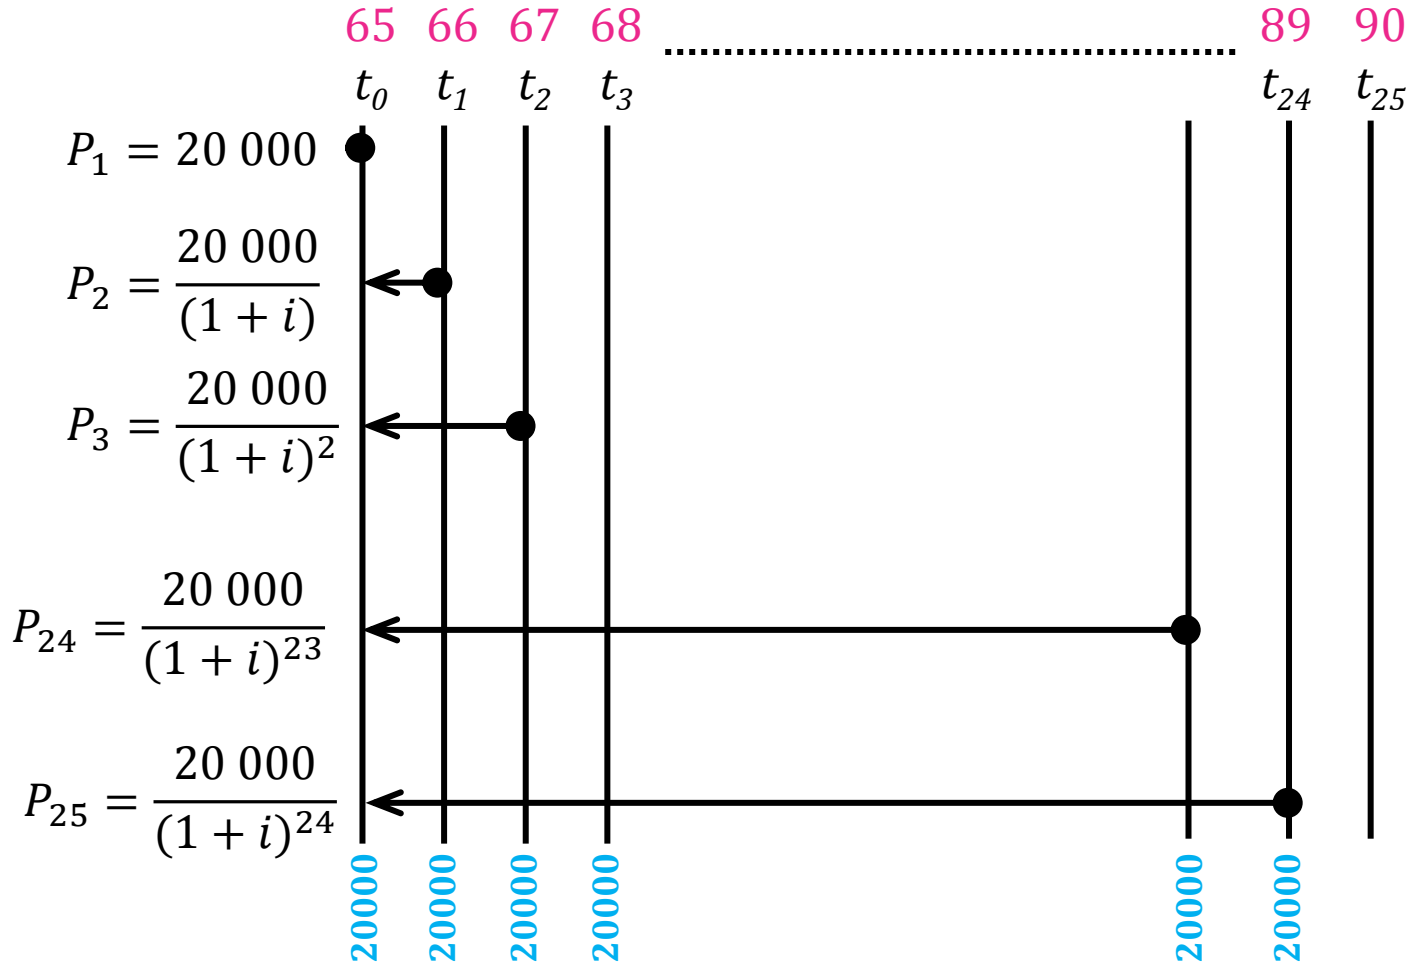 65 66 67 68 ........................ 89 90
t₀ t₁ t₂ t₃ t₂₄ t₂₅
P₁ = 20 000
P₂ = 20 000/(1 + i)
P₃ = 20 000/(1 + i)²
P₂₄ = 20 000/(1 + i)²³
P₂₅ = 20 000/(1 + i)²⁴
20000 20000 20000 20000 20000 20000